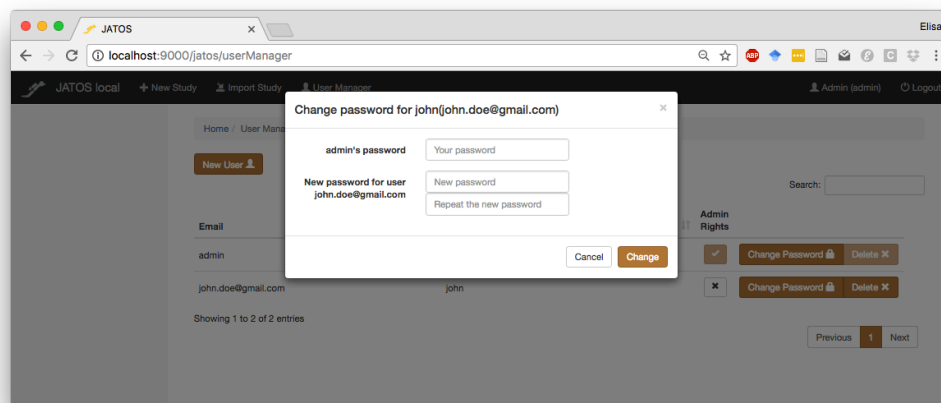 JATOS
Elisa
localhost:9000/jatos/userManager
ABP
JATOS local
New Study
Import Study
User Manager
Admin (admin)
Logout
Change password for john(john.doe@gmail.com)
Home / User Mana
admin's password
Your password
New User
New password for user
john.doe@gmail.com
New password
Repeat the new password
Search:
Email
Admin
Rights
Cancel
Change
admin
Change Password
Delete
john.doe@gmail.com
john
Change Password
Delete
Showing 1 to 2 of 2 entries
Previous
1
Next